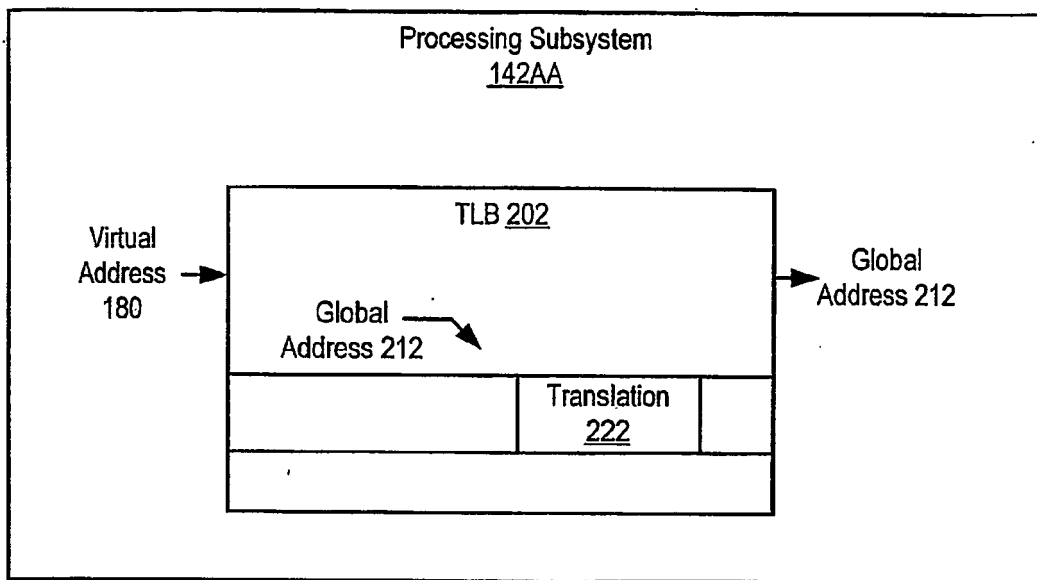 Processing Subsystem
142AA
TLB 202
Virtual
Address
180
Global
Address 212
Global
Address 212
Translation
222